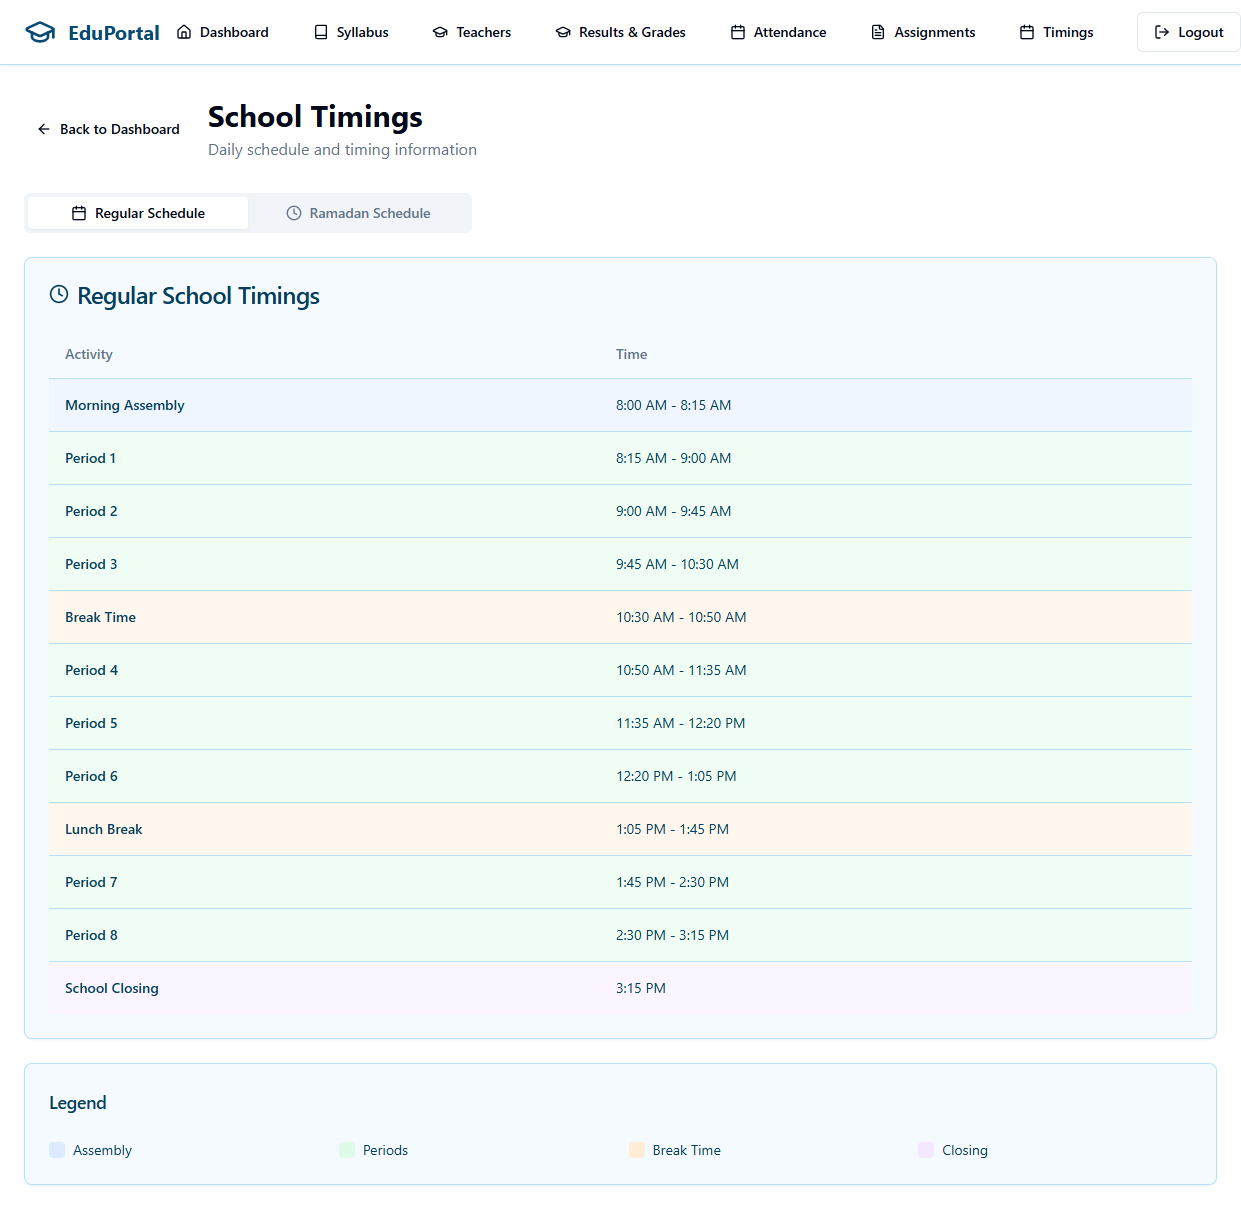 EduPortal Dashboard Syllabus Teachers Results & Grades Attendance Assignments Timings Logout
Back to Dashboard
School Timings
Daily schedule and timing information
Regular Schedule Ramadan Schedule
Regular School Timings
Activity Time
Morning Assembly 8:00 AM - 8:15 AM
Period 1 8:15 AM - 9:00 AM
Period 2 9:00 AM - 9:45 AM
Period 3 9:45 AM - 10:30 AM
Break Time 10:30 AM - 10:50 AM
Period 4 10:50 AM - 11:35 AM
Period 5 11:35 AM - 12:20 PM
Period 6 12:20 PM - 1:05 PM
Lunch Break 1:05 PM - 1:45 PM
Period 7 1:45 PM - 2:30 PM
Period 8 2:30 PM - 3:15 PM
School Closing 3:15 PM
Legend
Assembly Periods Break Time Closing